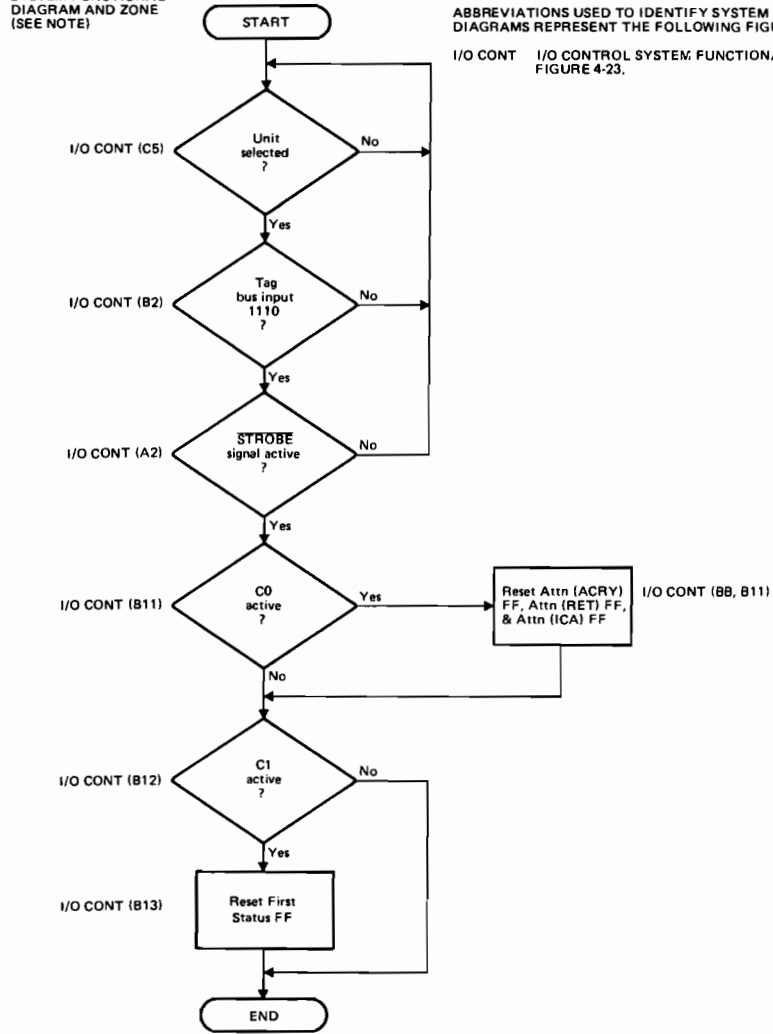 DIAGRAM AND ZONE
(SEE NOTE)
ABBREVIATIONS USED TO IDENTIFY SYSTEM
DIAGRAMS REPRESENT THE FOLLOWING
I/O CONT I/O CONTROL SYSTEM
FIGURE 4-23.
START
I/O CONT (C5)
Unit
selected
?
No
Yes
I/O CONT (B2)
Tag
bus input
1110
?
No
Yes
I/O CONT (A2)
STROBE
signal active
?
No
Yes
I/O CONT (B11)
C0
active
?
Yes
Reset Attn (ACRY)
FF, Attn (RET) FF,
& Attn (ICA) FF
I/O CONT (BB, B11)
No
I/O CONT (B12)
C1
active
?
No
Yes
I/O CONT (B13)
Reset First
Status FF
END